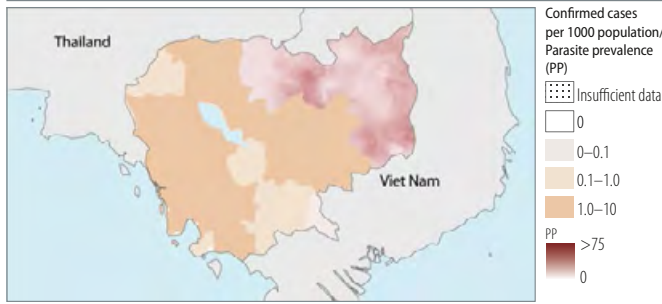 Thailand
Viet Nam
Confirmed cases
per 1000 population/
Parasite prevalence
(PP)
Insufficient data
0
0–0.1
0.1–1.0
1.0–10
PP
>75
0